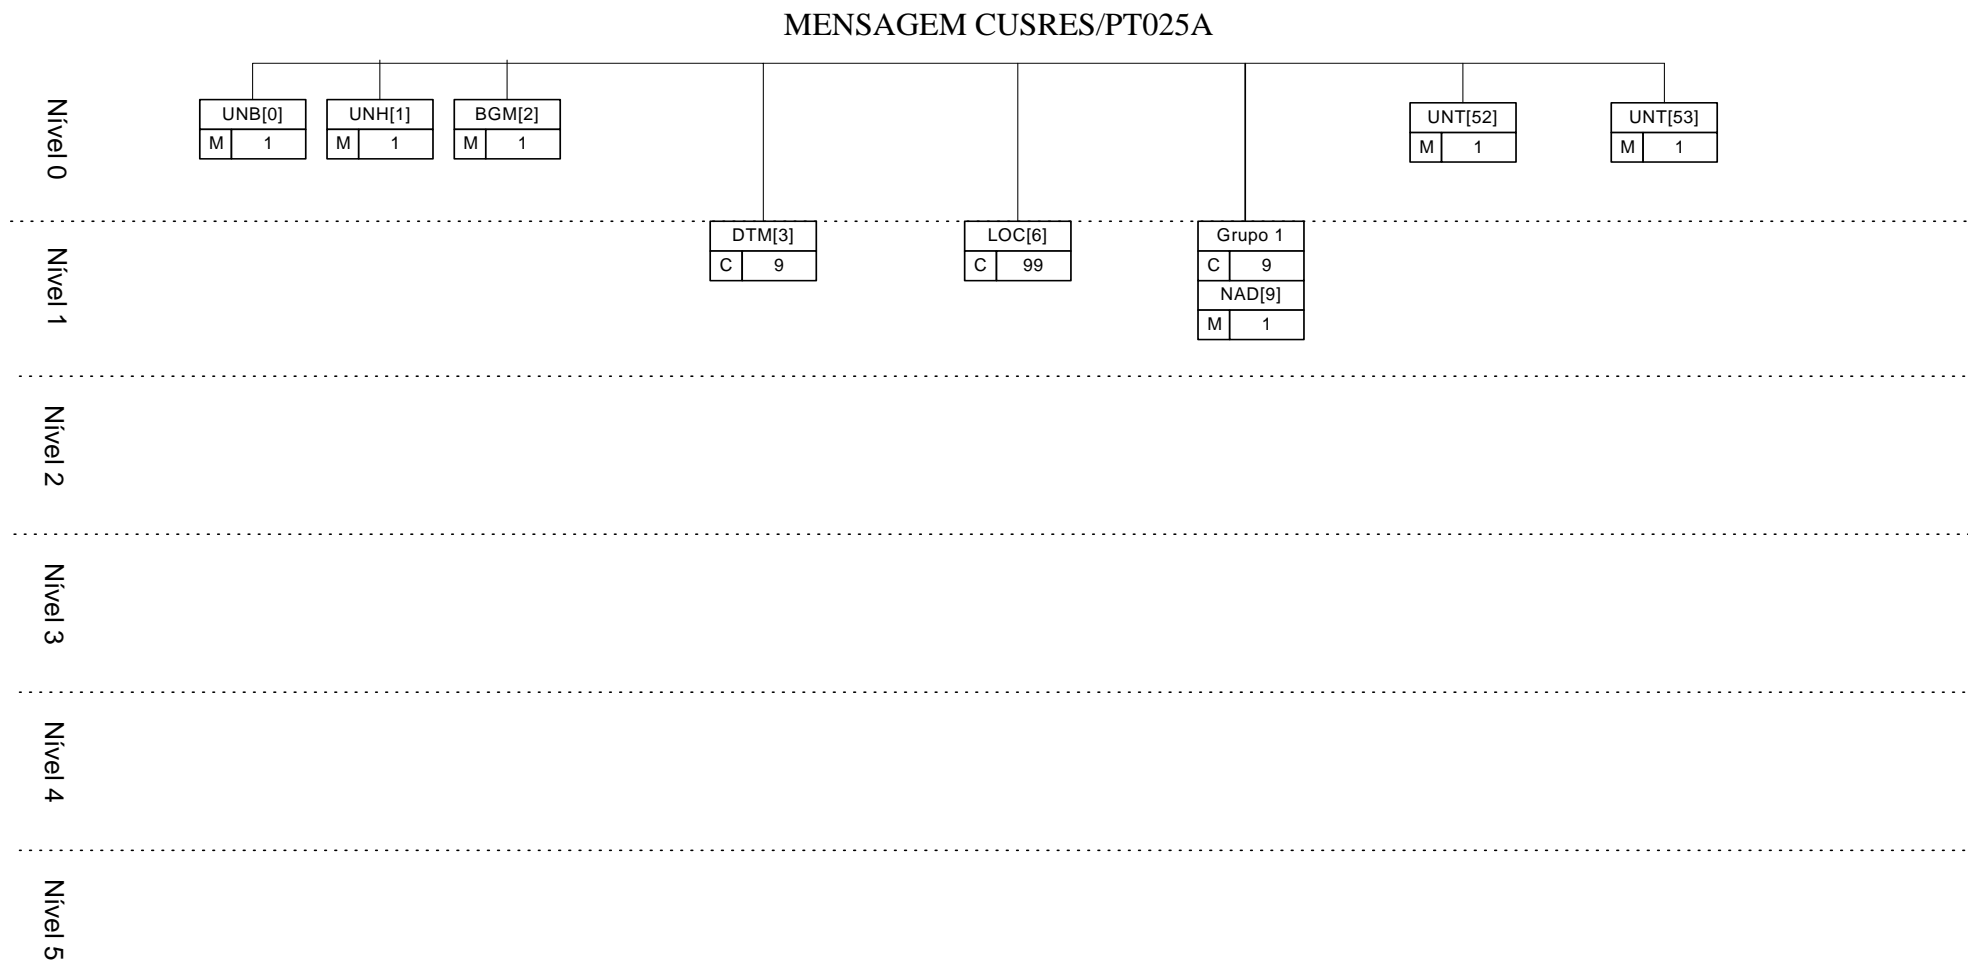 MENSAGEM CUSRES/PT025A
Nível 0
UNB[0]
M 1
UNH[1]
M 1
BGM[2]
M 1
UNT[52]
M 1
UNT[53]
M 1
Nível 1
DTM[3]
C 9
LOC[6]
C 99
Grupo 1
C 9
NAD[9]
M 1
Nível 2
Nível 3
Nível 4
Nível 5